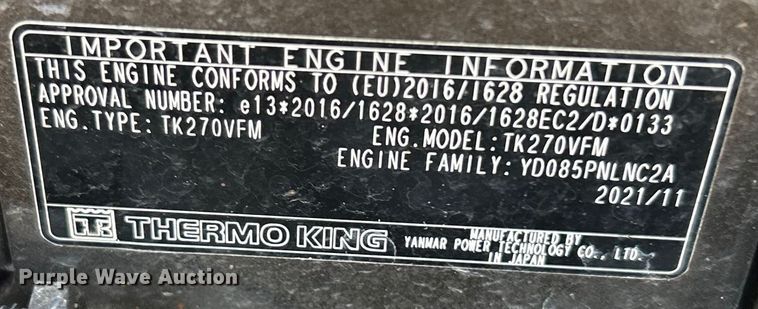 IMPORTANT ENGINE INFORMATION
THIS ENGINE CONFORMS TO (EU)2016/1628 REGULATION
APPROVAL NUMBER: e13*2016/1628*2016/1628EC2/D*0133
ENG.TYPE: TK270VFM ENG.MODEL: TK270VFM
ENGINE FAMILY: YD085PNLNC2A
2021/11
TK THERMO KING
MANUFACTURED BY
YANMAR POWER TECHNOLOGY CO., LTD.
IN JAPAN
Purple Wave Auction